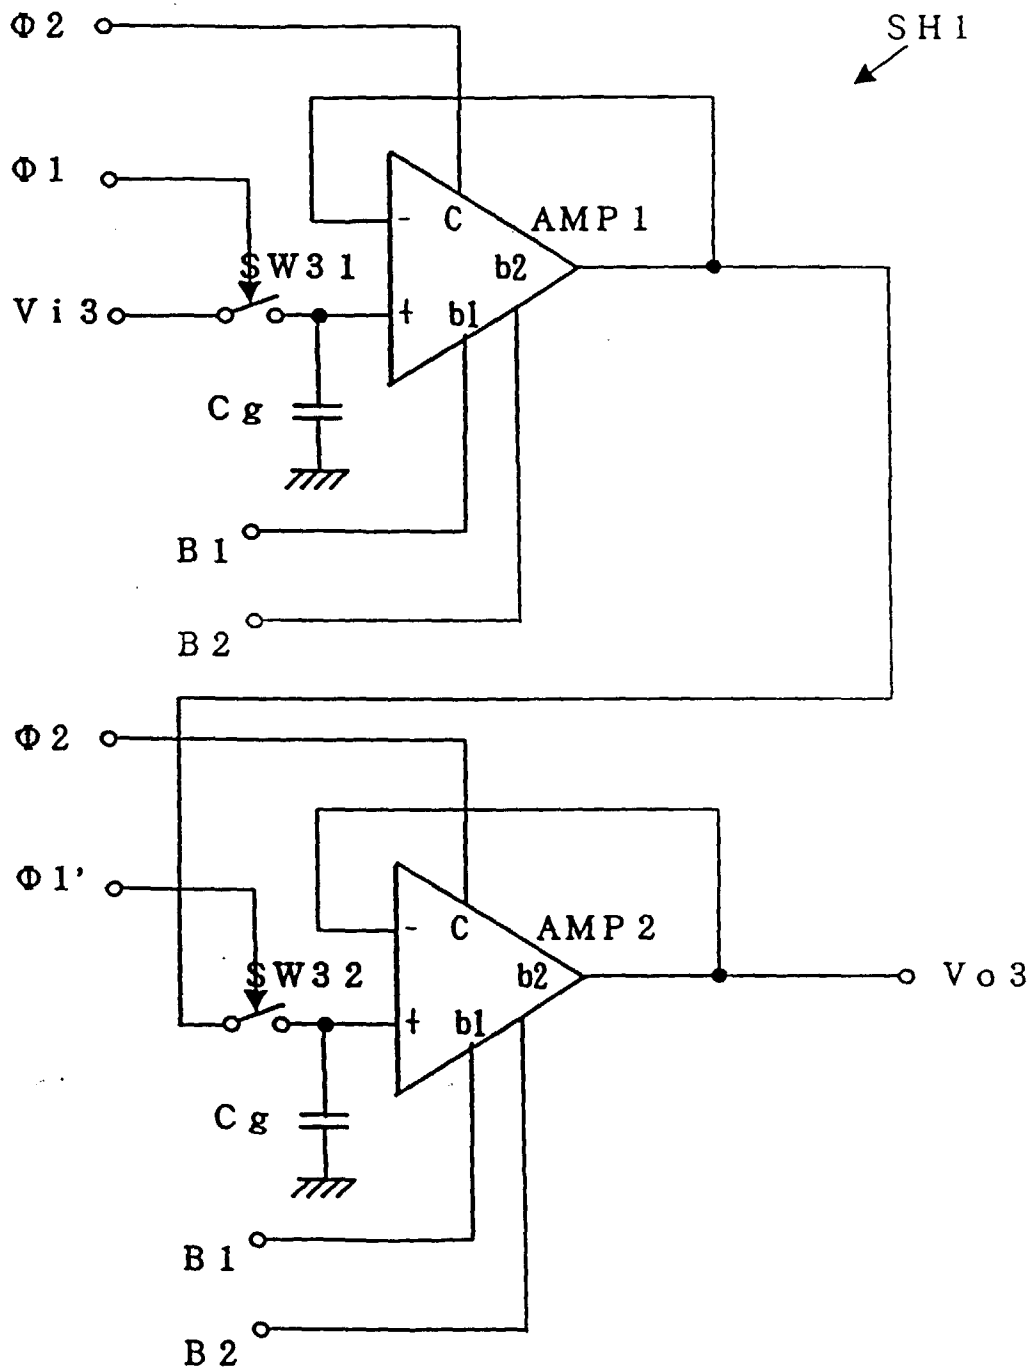 Φ2
SH1
Φ1
- C AMP1
b2
SW31
Vi3
+ b1
Cg
B1
B2
Φ2
Φ1'
- C AMP2
SW32
b2
Vo3
+ b1
Cg
B1
B2